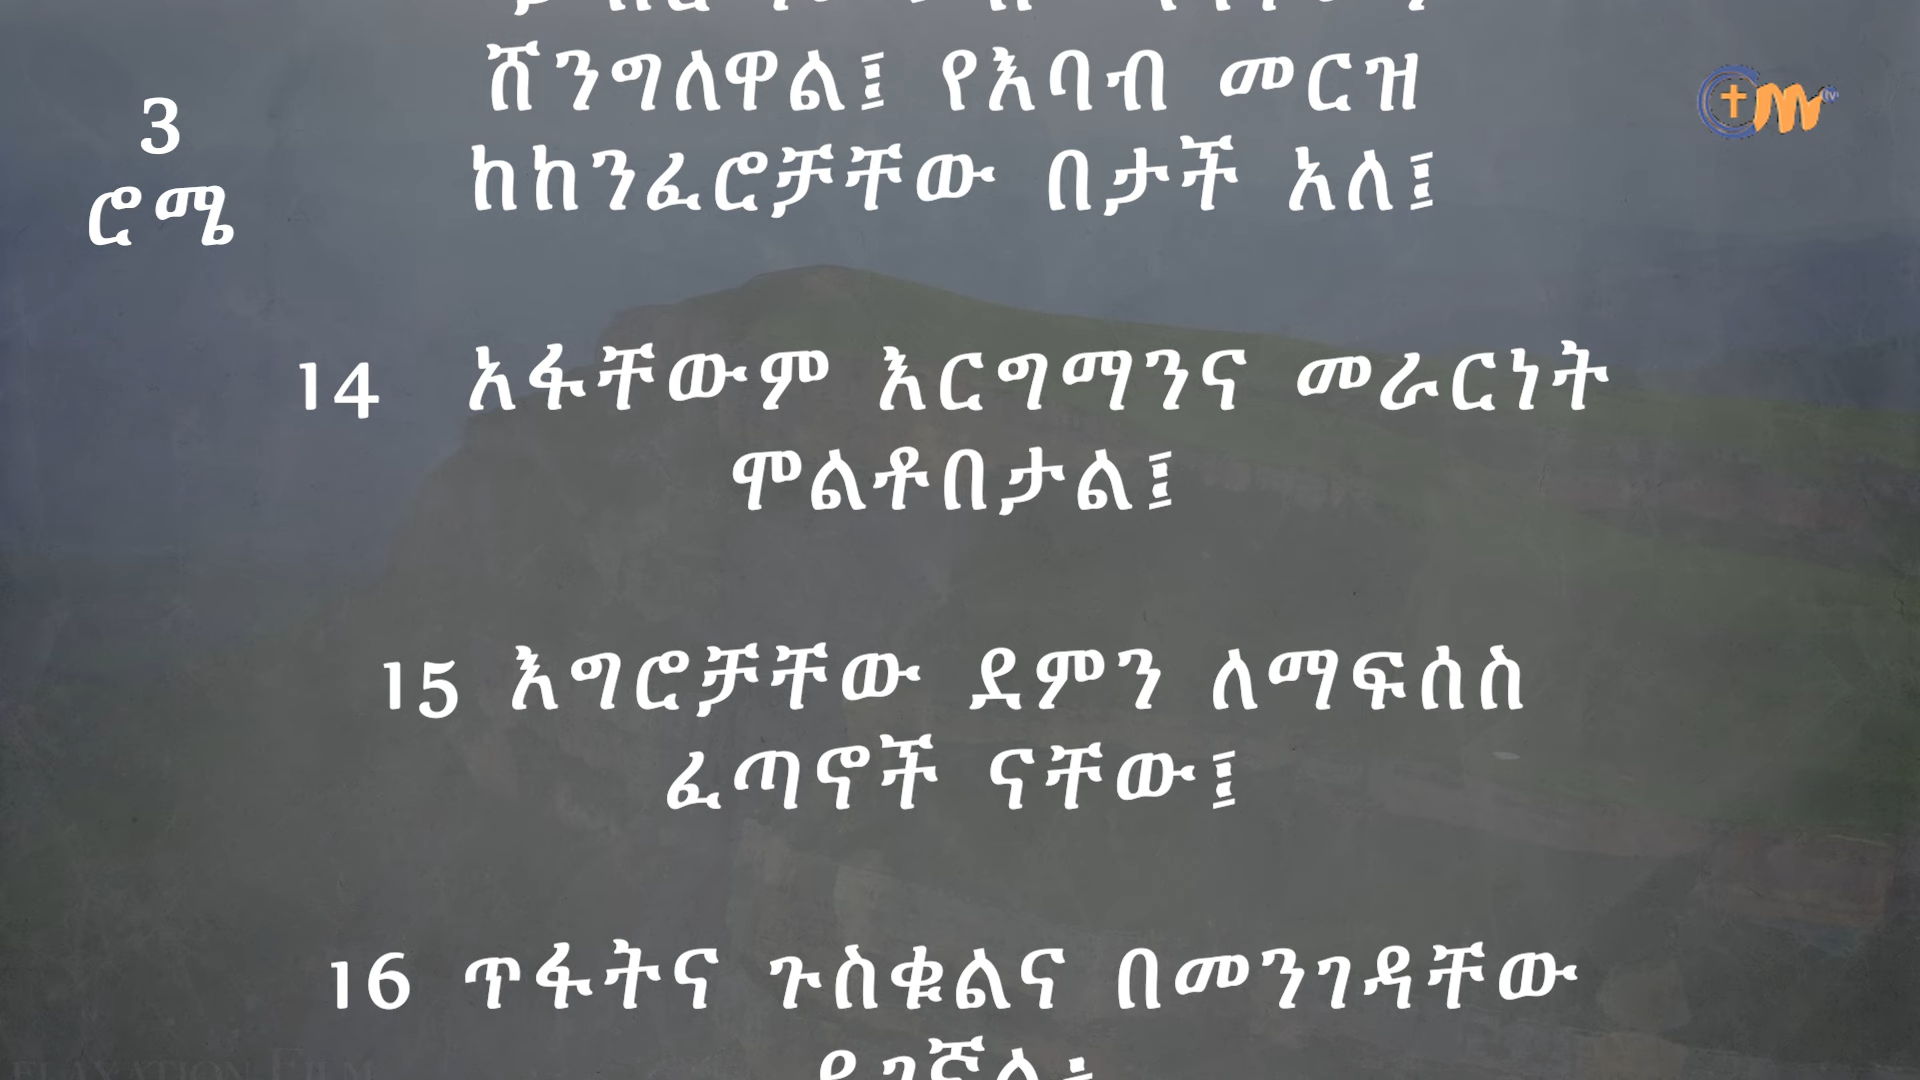 3
ሮሜ
ሸንግለዋል፤ የእባብ መርዝ
ከከንፈሮቻቸው በታች አለ፤
14 አፋቸውም እርግማንና መራርነት
ሞልቶበታል፤
15 እግሮቻቸው ደምን ለማፍሰስ
ፈጣኖች ናቸው፤
16 ጥፋትና ጉስቁልና በመንገዳቸው